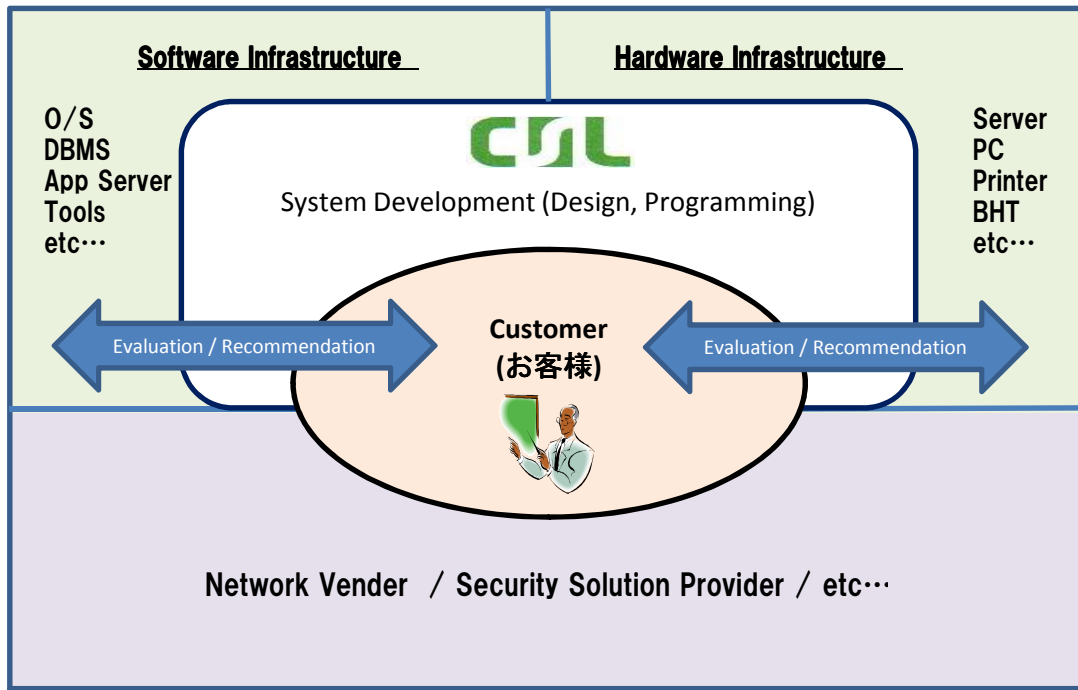 Software Infrastructure
Hardware Infrastructure
O/S
DBMS
App Server
Tools
etc…
CSL
System Development (Design, Programming)
Server
PC
Printer
BHT
etc…
Evaluation / Recommendation
Customer
(お客様)
Evaluation / Recommendation
Network Vender / Security Solution Provider / etc…